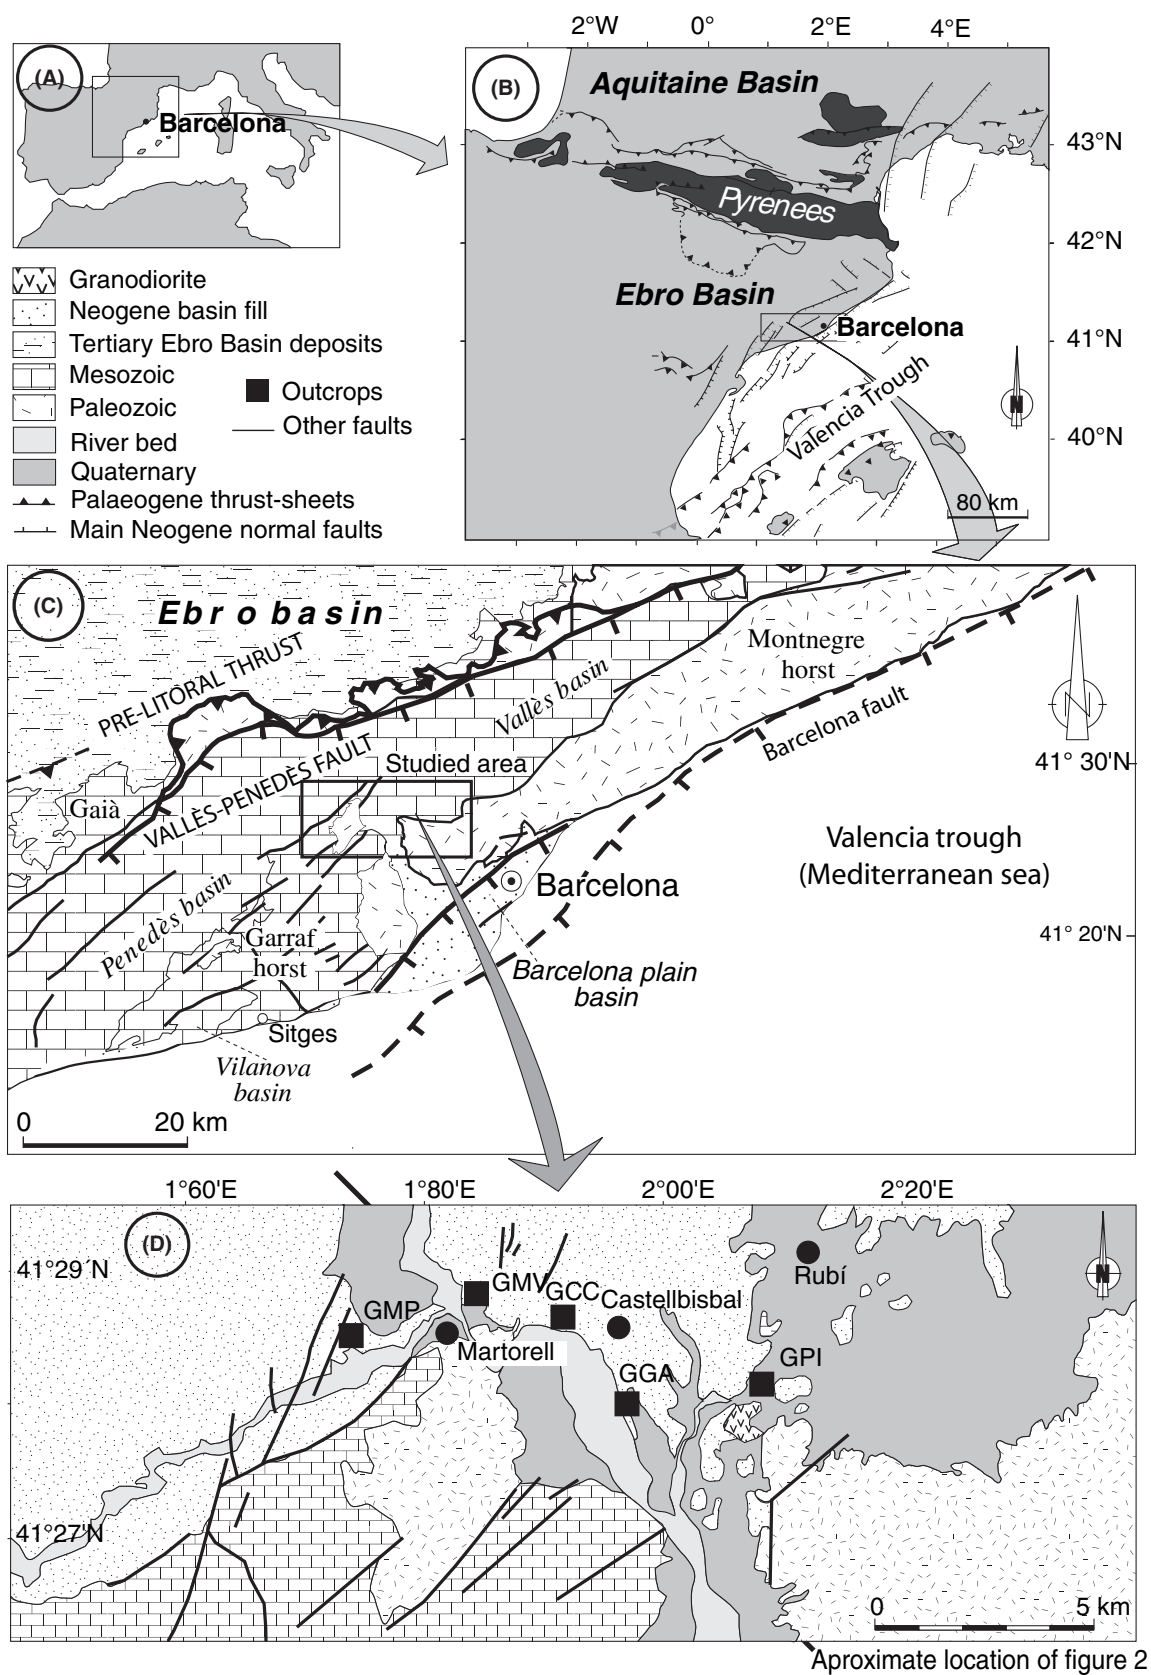 (A)
Barcelona
2°W
0°
2°E
4°E
(B)
Aquitaine Basin
43°N
Pyrenees
42°N
Ebro Basin
Barcelona
41°N
Valencia Trough
N
40°N
80 km
Granodiorite
Neogene basin fill
Tertiary Ebro Basin deposits
Mesozoic
Paleozoic
River bed
Quaternary
Palaeogene thrust-sheets
Main Neogene normal faults
Outcrops
Other faults
(C)
Ebro basin
PRE-LITORAL THRUST
Montnegre
horst
Vallès basin
Barcelona fault
N
VALLÈS-PENEDÈS FAULT
Studied area
41° 30'N
Gaià
Valencia trough
(Mediterranean sea)
Barcelona
Penedès basin
Garraf
horst
41° 20'N
Barcelona plain
basin
Sitges
Vilanova
basin
0
20 km
1°60'E
1°80'E
2°00'E
2°20'E
(D)
41°29´N
Rubí
N
GMV
GCC
Castellbisbal
GMP
Martorell
GPI
GGA
41°27'N
0
5 km
Aproximate location of figure 2